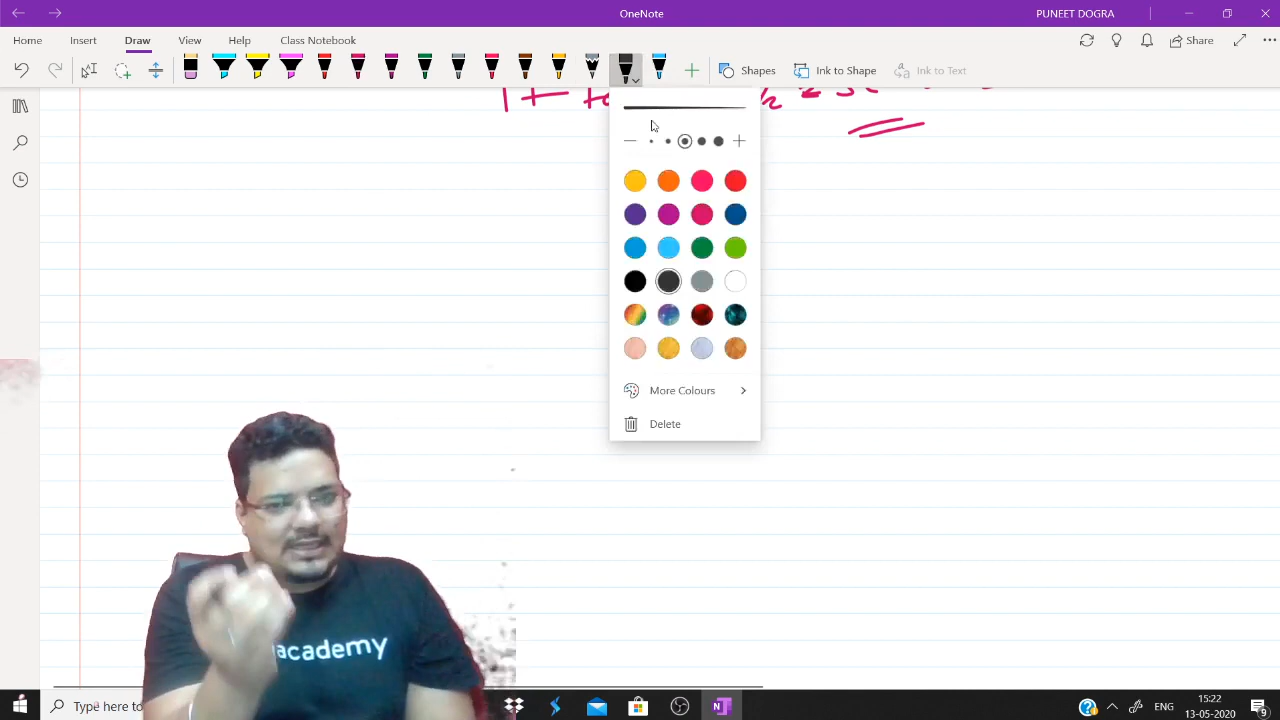 OneNote
PUNEET DOGRA
Home Insert Draw View Help Class Notebook
Share
Shapes Ink to Shape Ink to Text
More Colours
Delete
academy
Type here to
ENG
15:22
13-05-2020
9